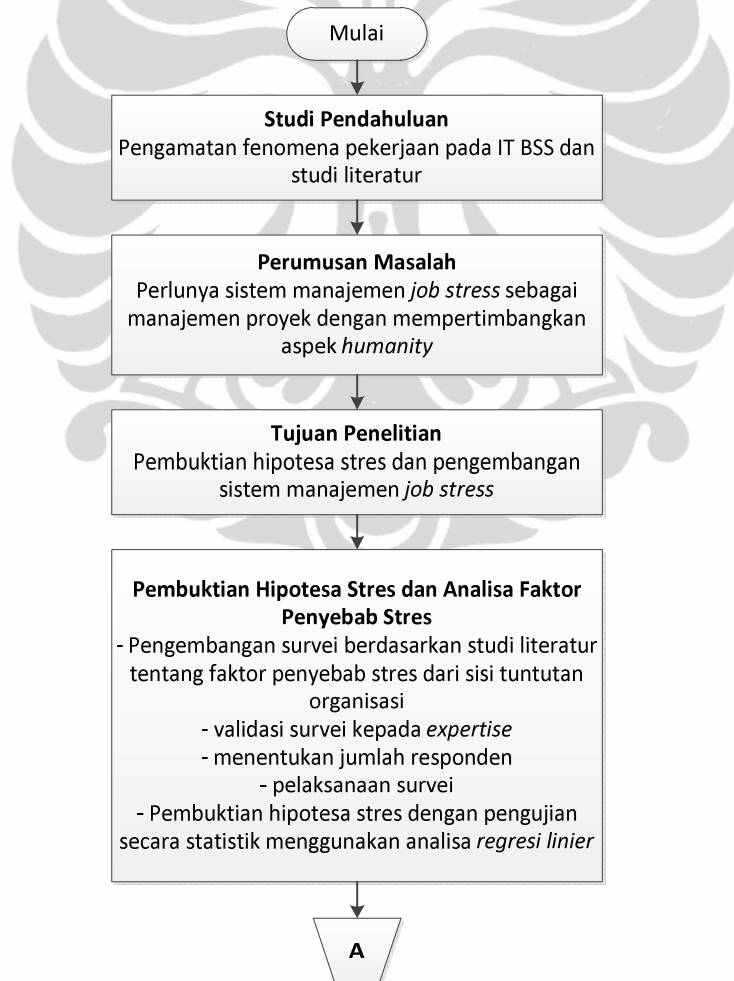 Mulai
Studi Pendahuluan
Pengamatan fenomena pekerjaan pada IT BSS dan
studi literatur
Perumusan Masalah
Perlunya sistem manajemen job stress sebagai
manajemen proyek dengan mempertimbangkan
aspek humanity
Tujuan Penelitian
Pembuktian hipotesa stres dan pengembangan
sistem manajemen job stress
Pembuktian Hipotesa Stres dan Analisa Faktor
Penyebab Stres
- Pengembangan survei berdasarkan studi literatur
tentang faktor penyebab stres dari sisi tuntutan
organisasi
- validasi survei kepada expertise
- menentukan jumlah responden
- pelaksanaan survei
- Pembuktian hipotesa stres dengan pengujian
secara statistik menggunakan analisa regresi linier
A